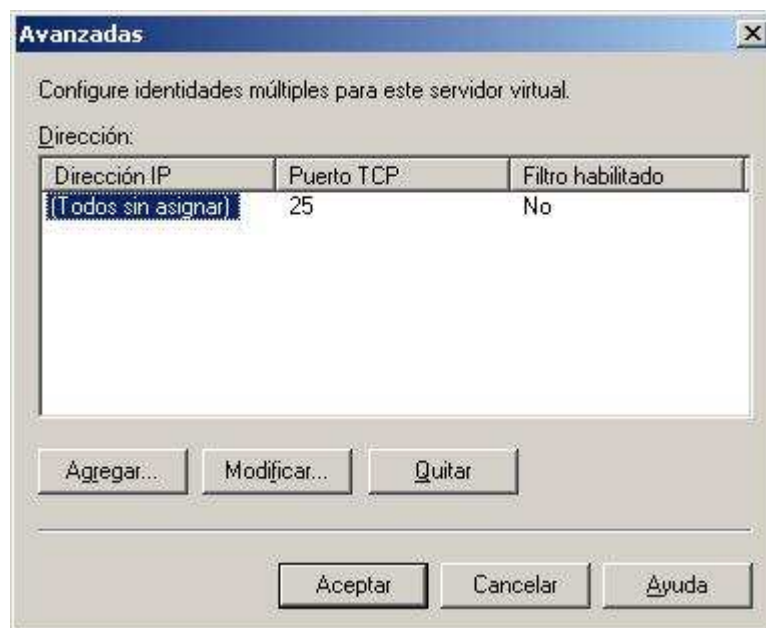 Avanzadas
Configure identidades múltiples para este servidor virtual.
Dirección:
Dirección IP Puerto TCP Filtro habilitado
(Todos sin asignar) 25 No
Agregar... Modificar... Quitar
Aceptar Cancelar Ayuda